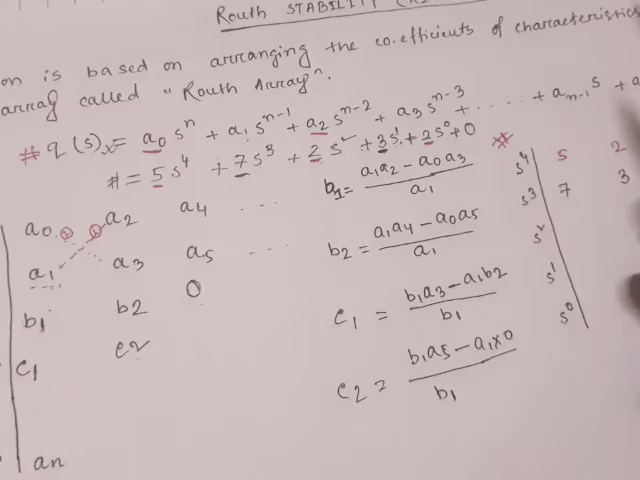 Routh STABILITY
on is based on arranging the co.efficients of characteristics
array called "Routh Array".
# q(s) = a0 s^n + a1 s^n-1 + a2 s^n-2 + a3 s^n-3 + ..... + an-1 s + a
# = 5 s^4 + 7 s^3 + 2 s^2 + 3 s^1 + 2 s^0 + 0
a0 a2 a4 ...
a1 a3 a5 ...
b1 b2 0
c1 c2
an
b1 = a1a2 - a0a3 / a1
b2 = a1a4 - a0a5 / a1
c1 = b1a3 - a1b2 / b1
c2 = b1a5 - a1x0 / b1
s^4 5 2
s^3 7 3
s^2
s^1
s^0